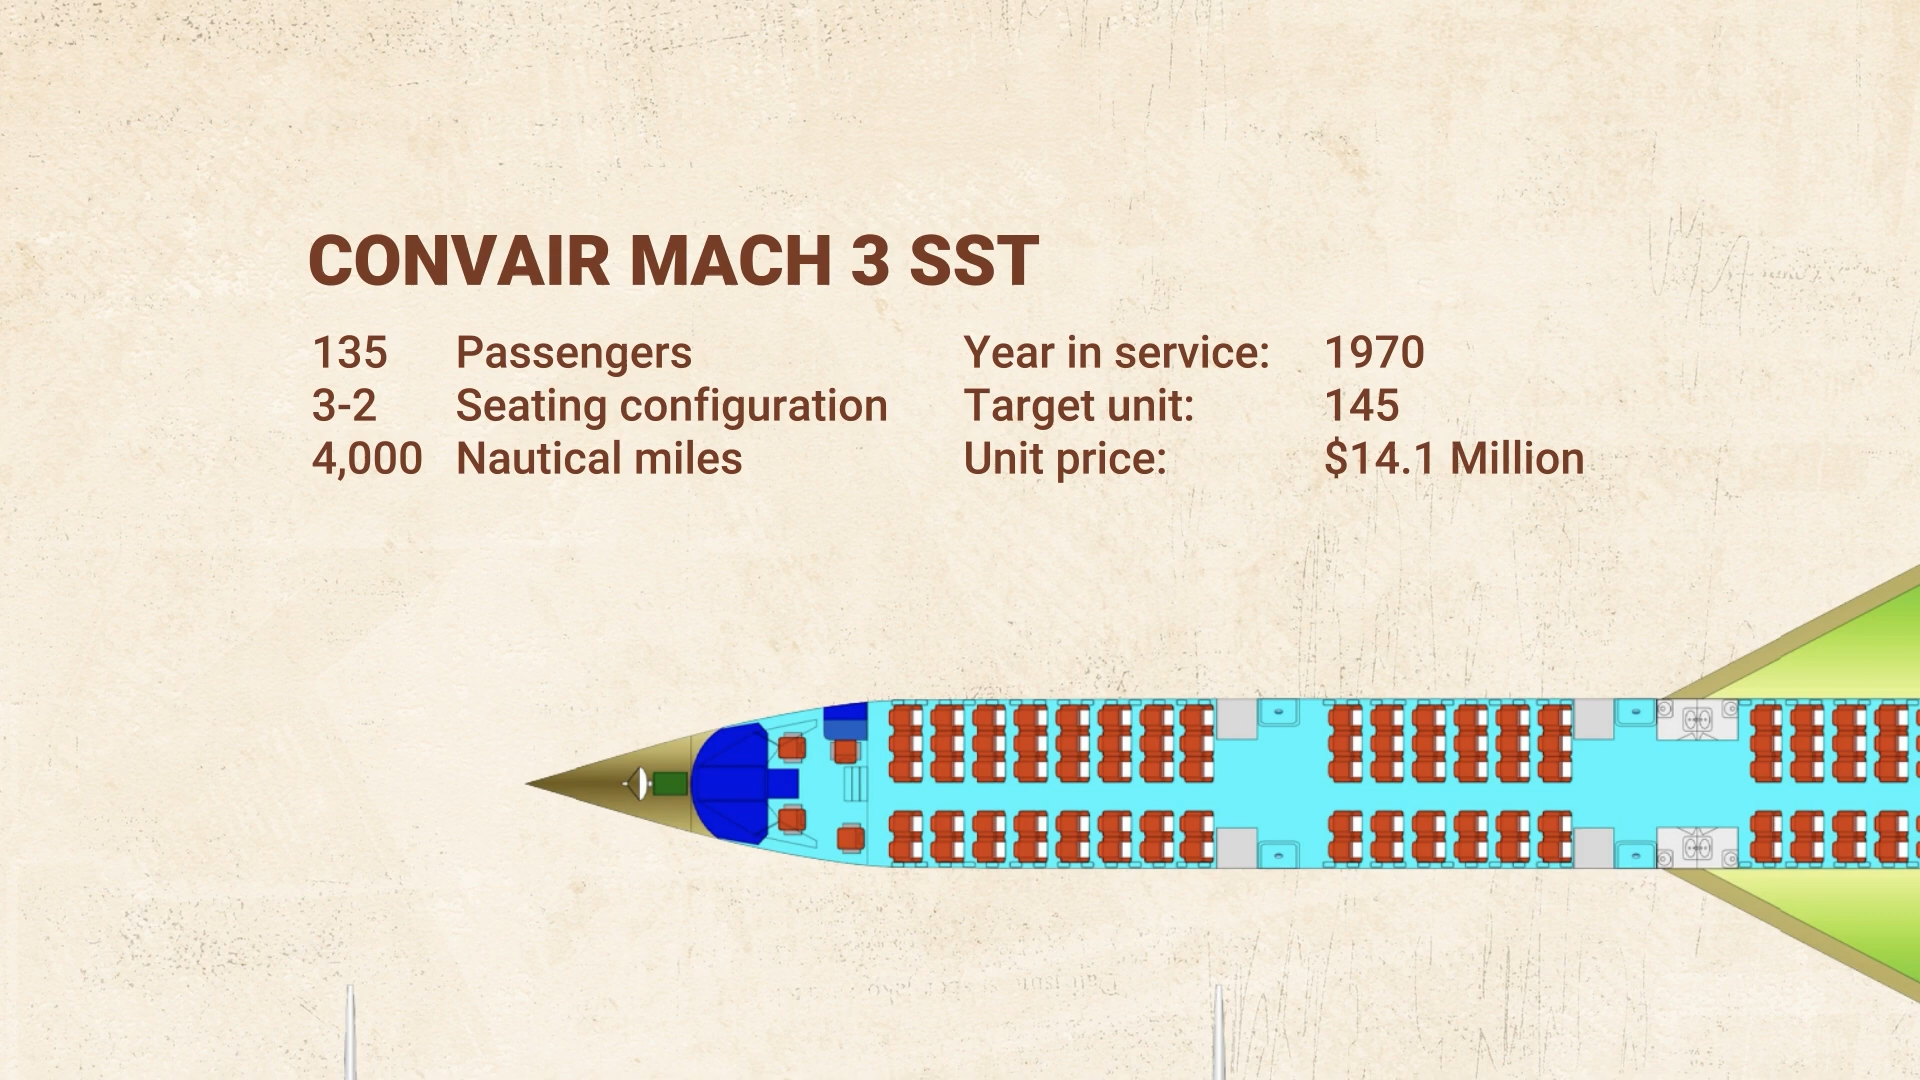 CONVAIR MACH 3 SST
135 Passengers
3-2 Seating configuration
4,000 Nautical miles
Year in service: 1970
Target unit: 145
Unit price: $14.1 Million